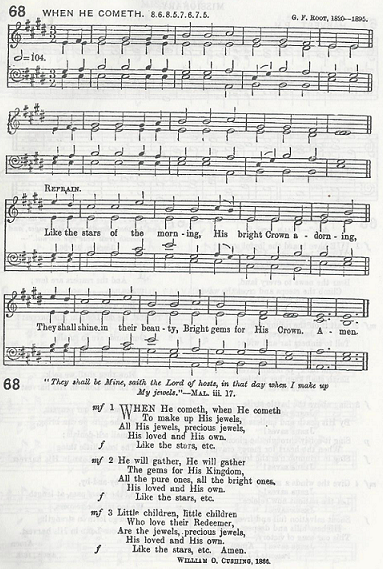 68 WHEN HE COMETH. 8.6.8.5.7.6.7.5. G. F. ROOT, 1820—1895.
=104.
REFRAIN.
Like the stars of the morn - ing, His bright Crown a - dorn - ing,
They shall shine in their beau - ty, Bright gems for His Crown. A - men.
68
"They shall be Mine, saith the Lord of hosts, in that day when I make up
My jewels."—MAL. iii. 17.
mf 1 WHEN He cometh, when He cometh
To make up His jewels,
All His jewels, precious jewels,
His loved and His own.
f Like the stars, etc.
mf 2 He will gather, He will gather
The gems for His Kingdom,
All the pure ones, all the bright ones,
His loved and His own.
f Like the stars, etc.
mf 3 Little children, little children
Who love their Redeemer,
Are the jewels, precious jewels,
His loved and His own.
f Like the stars, etc. Amen.
WILLIAM O. CUSHING, 1866.